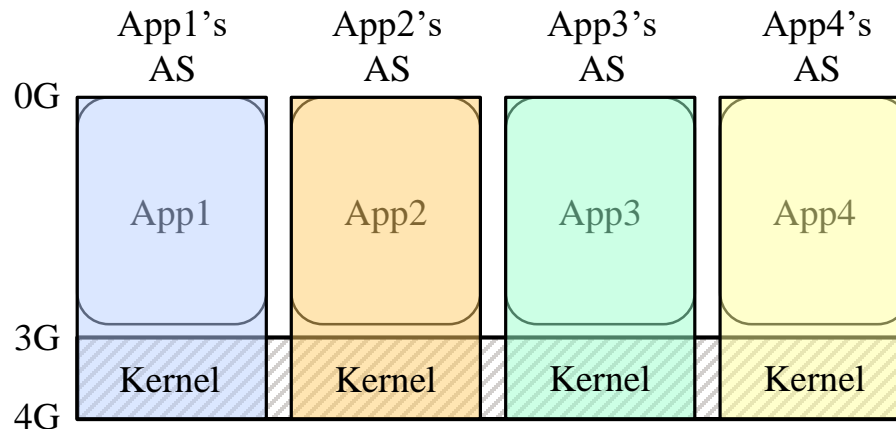 App1's App2's App3's App4's
AS AS AS AS
0G
App1 App2 App3 App4
3G
Kernel Kernel Kernel Kernel
4G